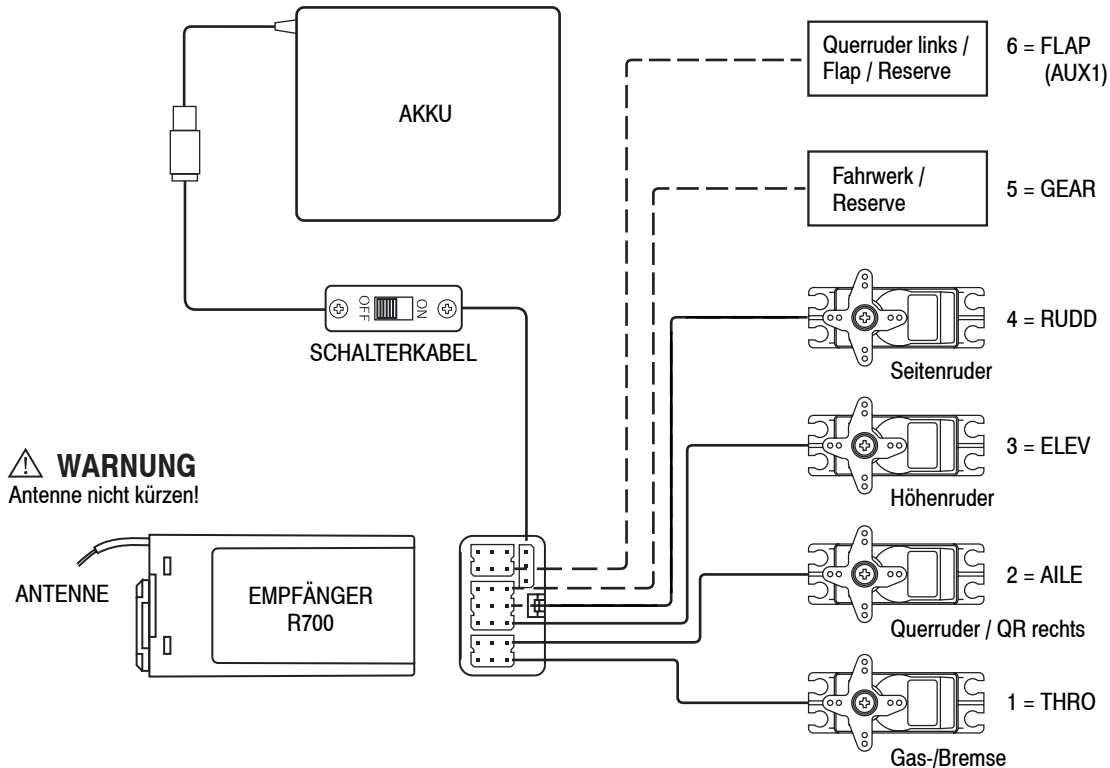 AKKU
Querruder links /
Flap / Reserve
6 = FLAP
(AUX1)
Fahrwerk /
Reserve
5 = GEAR
OFF
ON
SCHALTERKABEL
4 = RUDD
Seitenruder
3 = ELEV
Höhenruder
WARNUNG
Antenne nicht kürzen!
ANTENNE
EMPFÄNGER
R700
2 = AILE
Querruder / QR rechts
1 = THRO
Gas-/Bremse